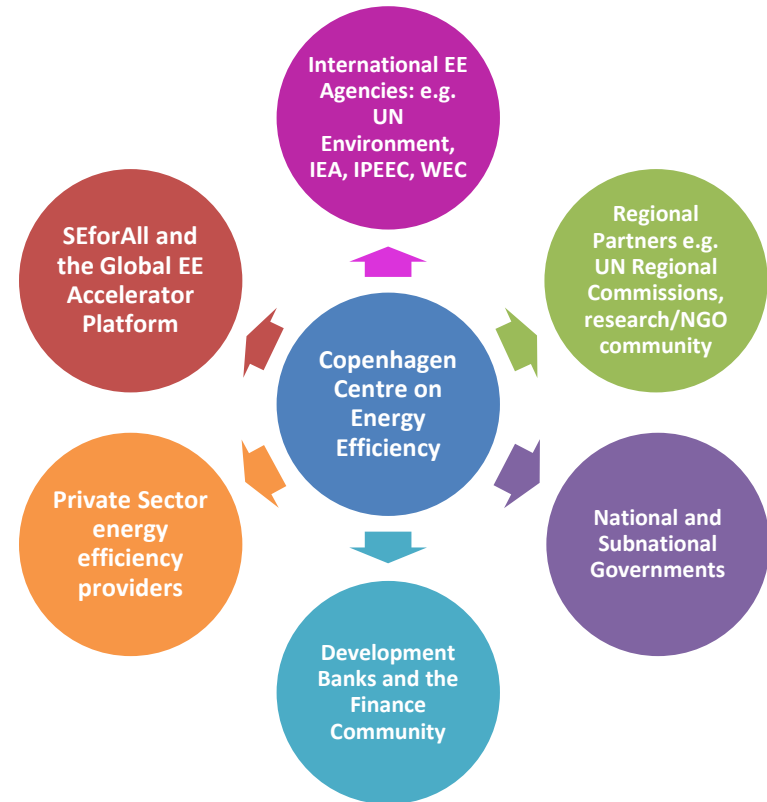 International EE
Agencies: e.g.
UN
Environment,
IEA, IPEEC, WEC
SEforAll and
the Global EE
Accelerator
Platform
Regional
Partners e.g.
UN Regional
Commissions,
research/NGO
community
Copenhagen
Centre on
Energy
Efficiency
Private Sector
energy
efficiency
providers
National and
Subnational
Governments
Development
Banks and the
Finance
Community